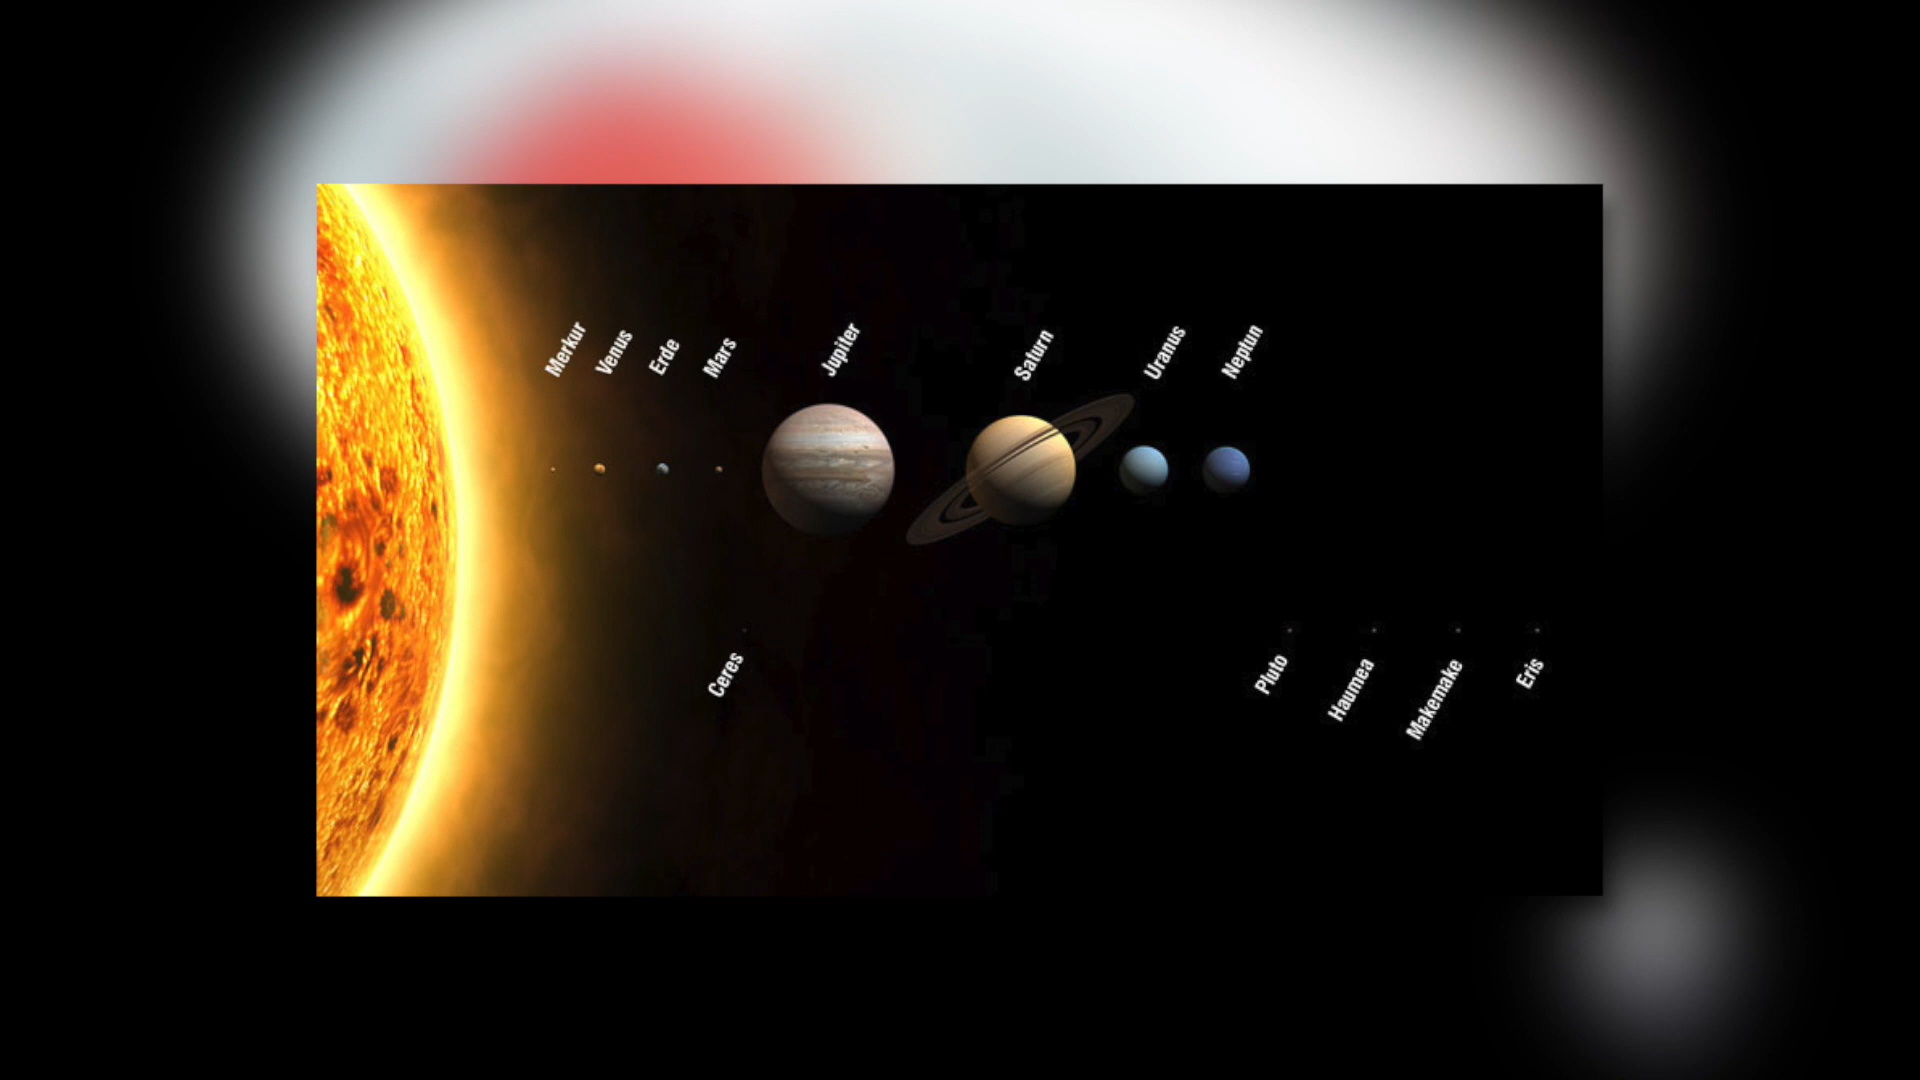 Merkur
Venus
Erde
Mars
Jupiter
Saturn
Uranus
Neptun
Ceres
Pluto
Haumea
Makemake
Eris